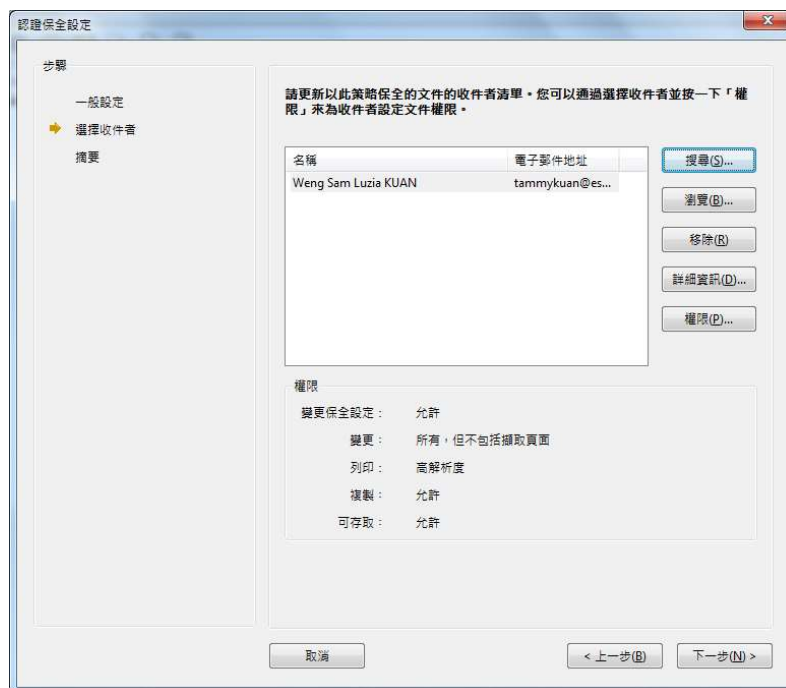 認證保全設定
步驟
一般設定
選擇收件者
摘要
請更新以此策略保全的文件的收件者清單。您可以通過選擇收件者並按一下「權
限」來為收件者設定文件權限。
名稱 電子郵件地址
Weng Sam Luzia KUAN tammykuan@es...
搜尋(S)...
瀏覽(B)...
移除(R)
詳細資訊(D)...
權限(P)...
權限
變更保全設定： 允許
變更： 所有，但不包括擷取頁面
列印： 高解析度
複製： 允許
可存取： 允許
取消
< 上一步(B)
下一步(N) >